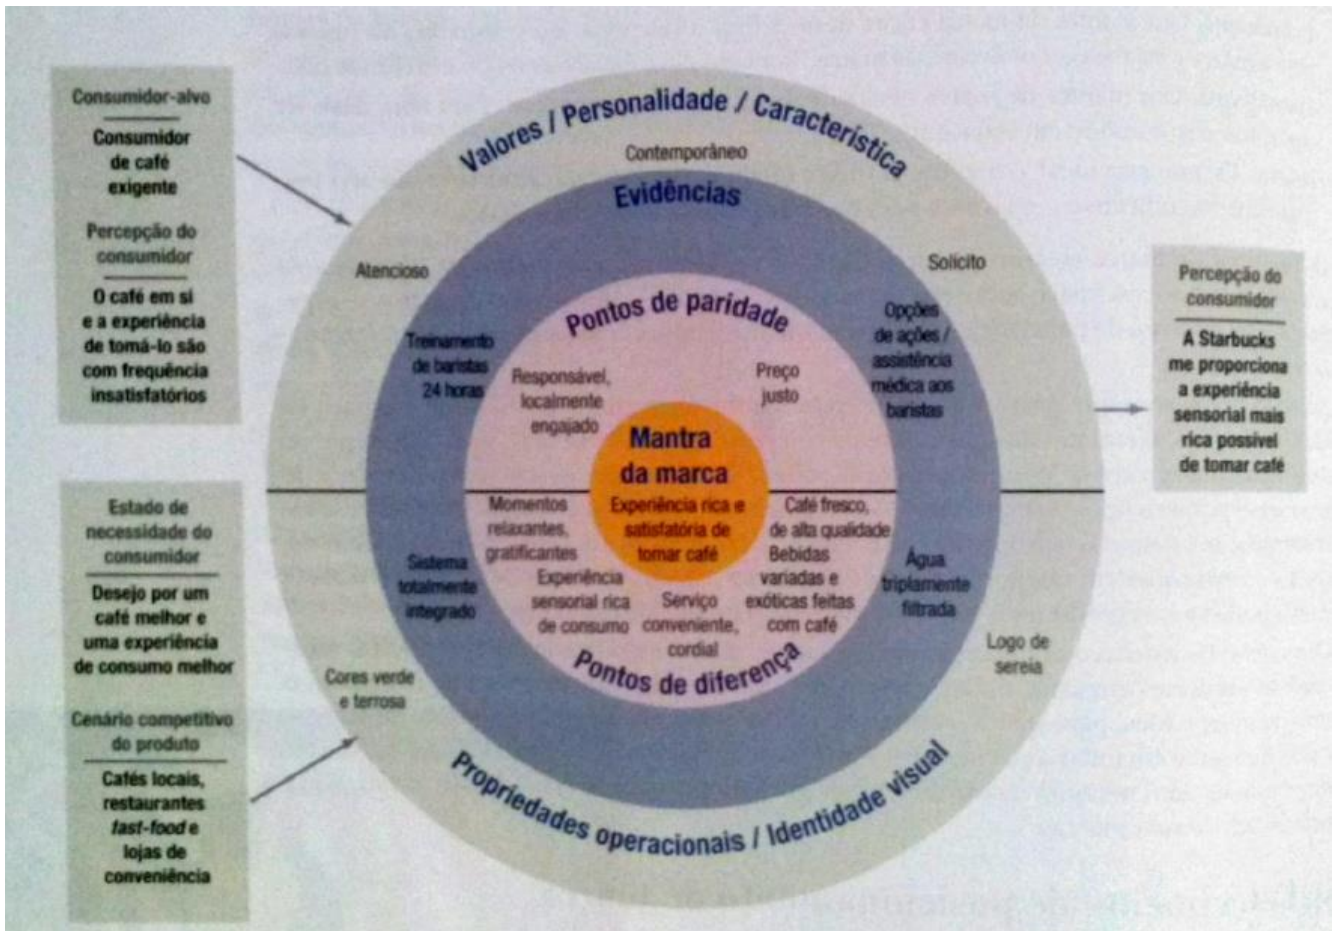 Consumidor-alvo
Consumidor
de café
exigente
Percepção do
consumidor
O café em si
e a experiência
de tomá-lo são
com frequência
insatisfatórios
Estado de
necessidade do
consumidor
Desejo por um
café melhor e
uma experiência
de consumo melhor
Cenário competitivo
do produto
Cafés locais,
restaurantes
fast-food e
lojas de
conveniência
Valores / Personalidade / Característica
Contemporâneo
Atencioso
Solícito
Evidências
Treinamento
de baristas
24 horas
Opções
de ações /
assistência
médica aos
baristas
Pontos de paridade
Responsável,
localmente
engajado
Preço
justo
Mantra
da marca
Experiência rica e
satisfatória de
tomar café
Momentos
relaxantes,
gratificantes
Experiência
sensorial rica
de consumo
Serviço
conveniente,
cordial
Café fresco,
de alta qualidade
Bebidas
variadas e
exóticas feitas
com café
Pontos de diferença
Sistema
totalmente
integrado
Água
triplamente
filtrada
Cores verde
e terrosa
Logo de
sereia
Propriedades operacionais / Identidade visual
Percepção do
consumidor
A Starbucks
me proporciona
a experiência
sensorial mais
rica possível
de tomar café